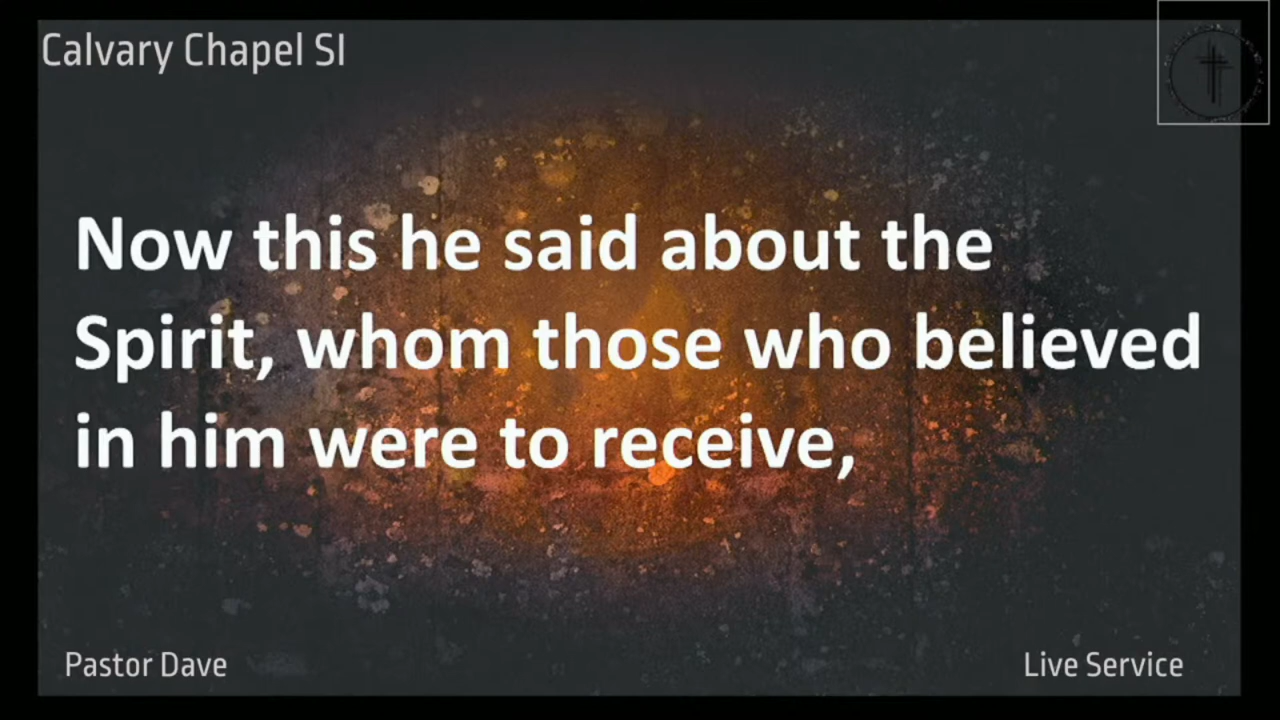 Calvary Chapel SI
Now this he said about the
Spirit, whom those who believed
in him were to receive,
Pastor Dave
Live Service